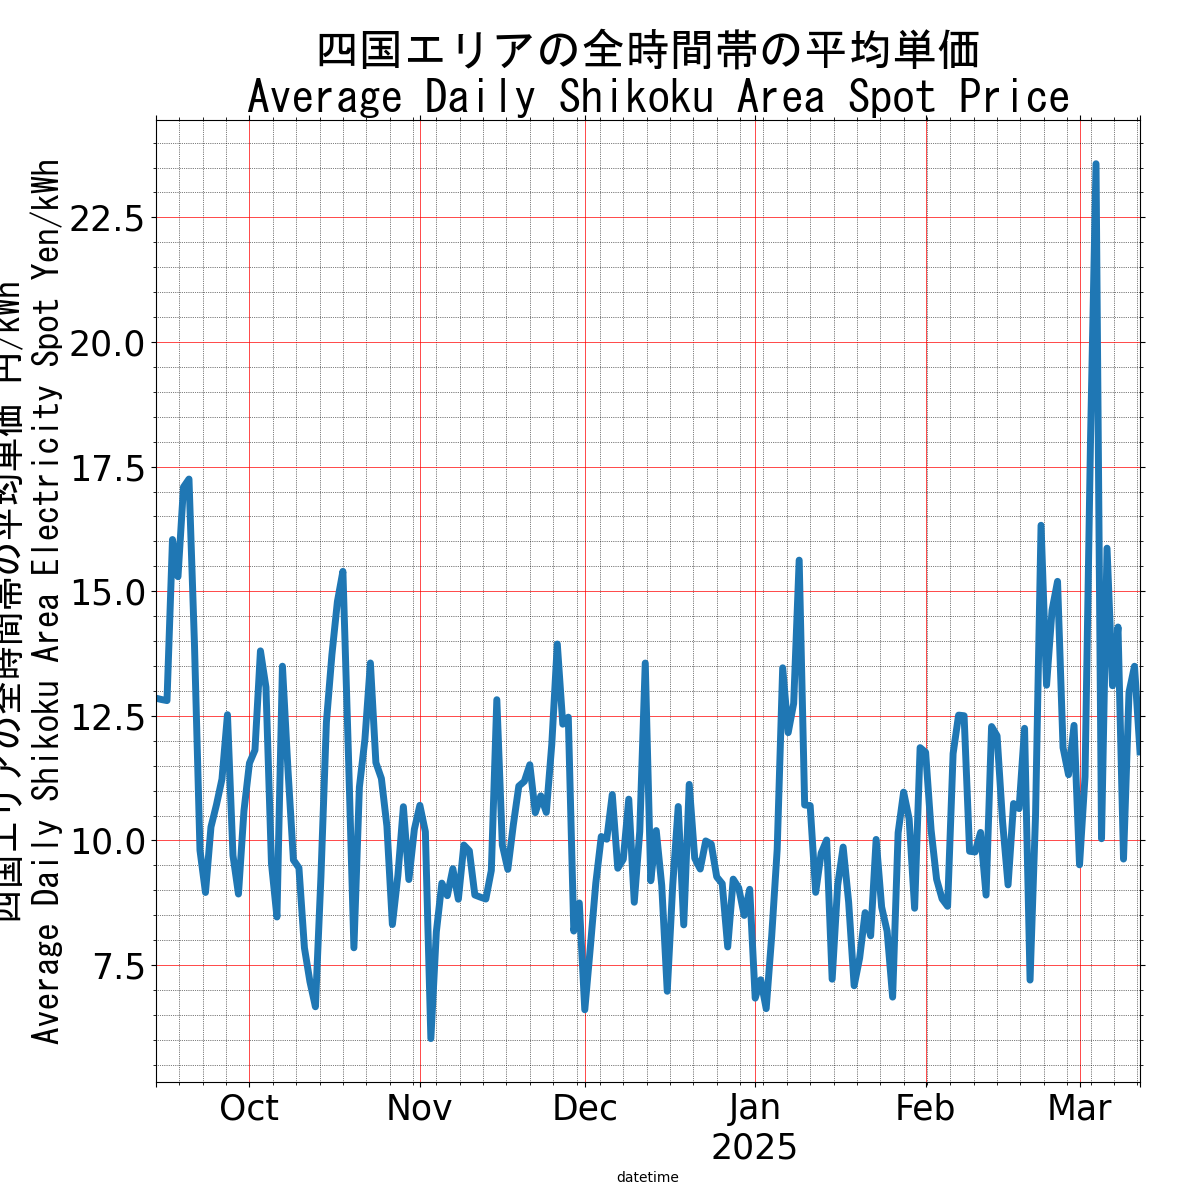 四国エリアの全時間帯の平均単価
Average Daily Shikoku Area Spot Price
四国エリアの全時間帯の平均単価 円/kWh
Average Daily Shikoku Area Electricity Spot Yen/kWh
22.5
20.0
17.5
15.0
12.5
10.0
7.5
Oct
Nov
Dec
Jan
2025
Feb
Mar
datetime